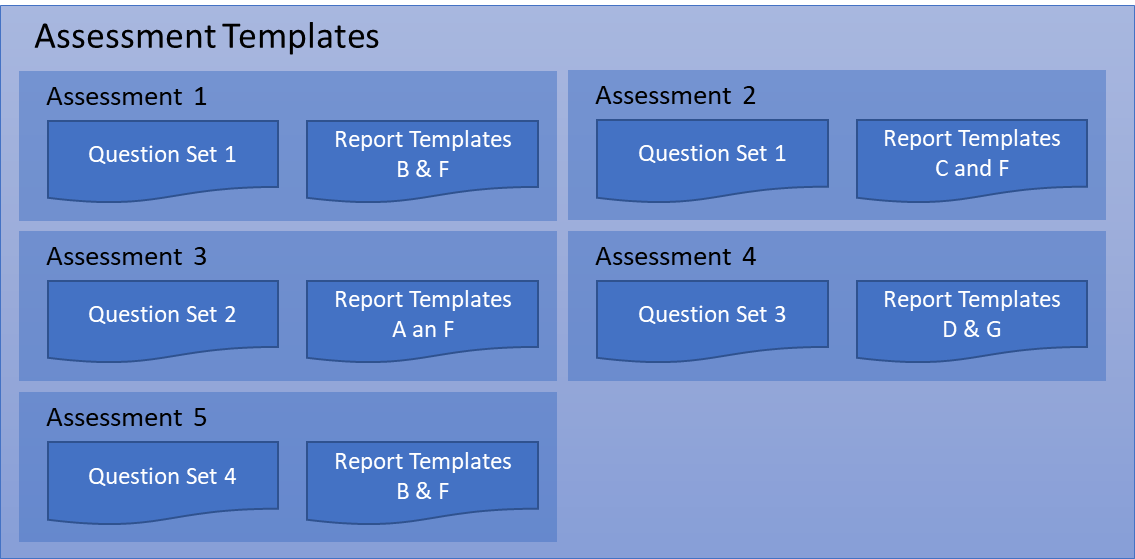 Assessment Templates
Assessment 1
Question Set 1
Report Templates
B & F
Assessment 2
Question Set 1
Report Templates
C and F
Assessment 3
Question Set 2
Report Templates
A an F
Assessment 4
Question Set 3
Report Templates
D & G
Assessment 5
Question Set 4
Report Templates
B & F